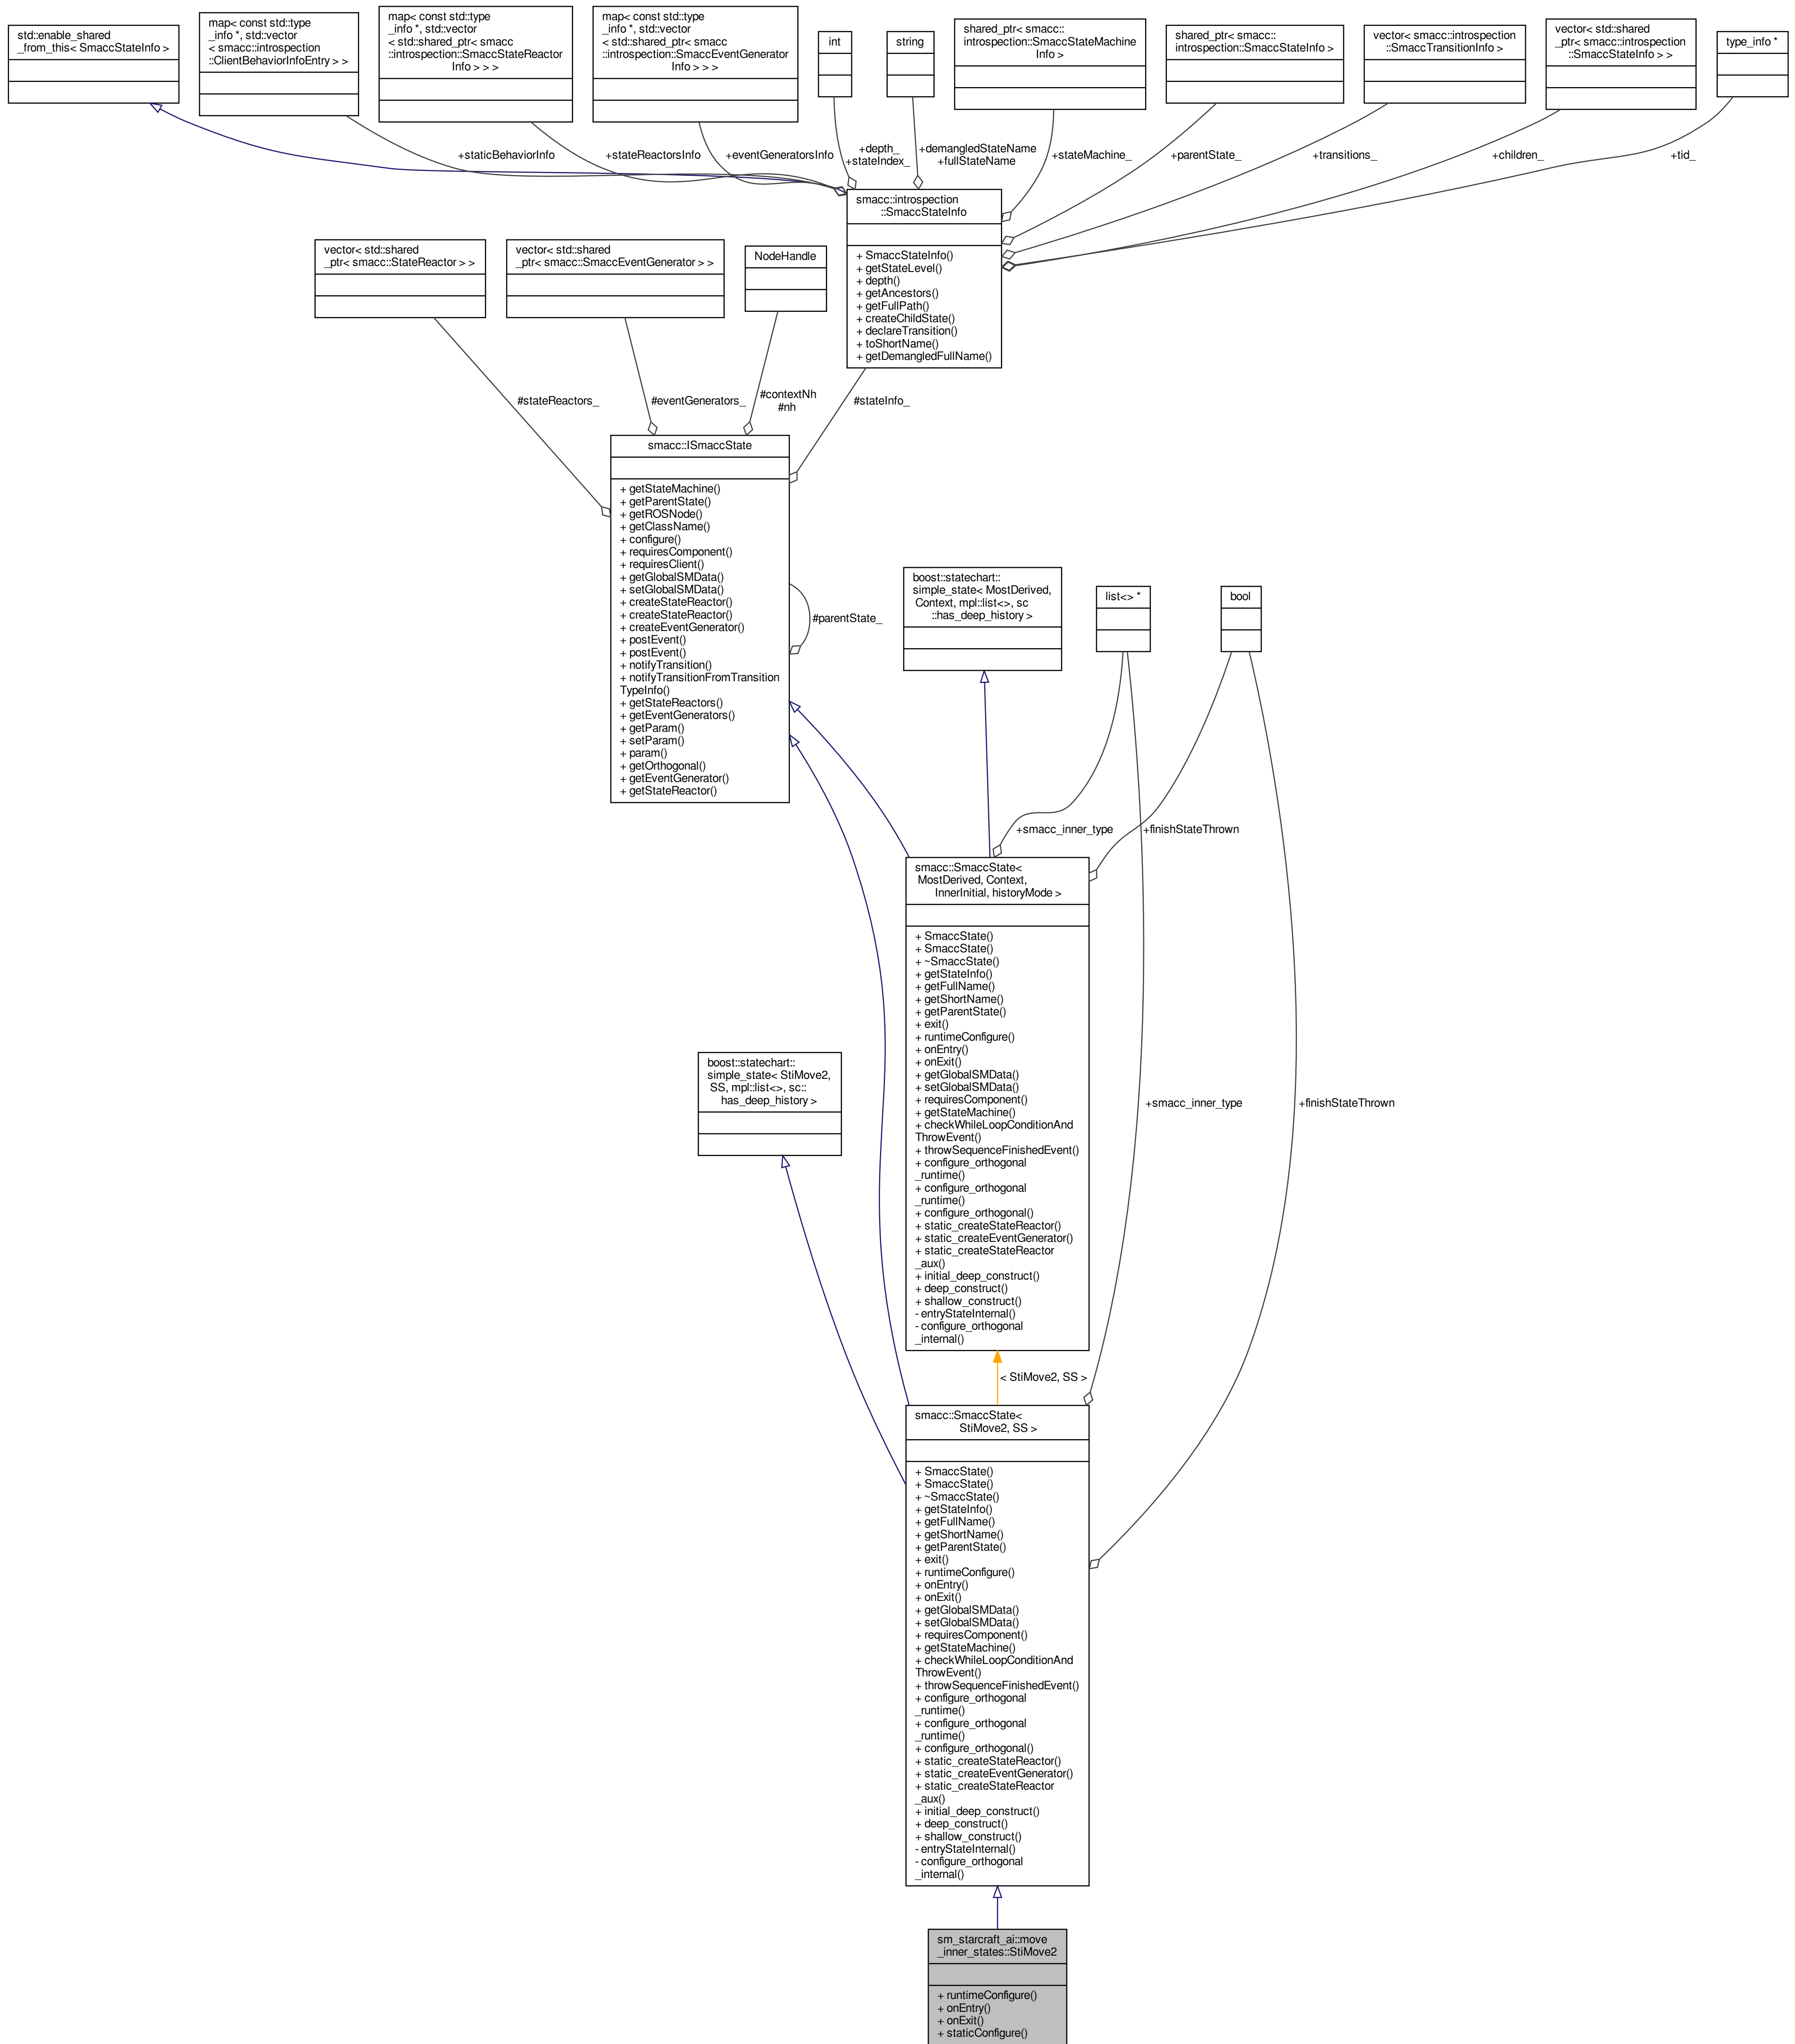 std::enable_shared
_from_this< SmaccStateInfo >
map< const std::type
_info *, std::vector
< smacc::introspection
::ClientBehaviorInfoEntry > >
map< const std::type
_info *, std::vector
< std::shared_ptr< smacc
::introspection::SmaccStateReactor
Info > > >
map< const std::type
_info *, std::vector
< std::shared_ptr< smacc
::introspection::SmaccEventGenerator
Info > > >
int
string
shared_ptr< smacc::
introspection::SmaccStateMachine
Info >
shared_ptr< smacc::
introspection::SmaccStateInfo >
vector< smacc::introspection
::SmaccTransitionInfo >
vector< std::shared
_ptr< smacc::introspection
::SmaccStateInfo > >
type_info *
+staticBehaviorInfo
+stateReactorsInfo
+eventGeneratorsInfo
+depth_
+stateIndex_
+demangledStateName
+fullStateName
+stateMachine_
+parentState_
+transitions_
+children_
+tid_
smacc::introspection
::SmaccStateInfo
+ SmaccStateInfo()
+ getStateLevel()
+ depth()
+ getAncestors()
+ getFullPath()
+ createChildState()
+ declareTransition()
+ toShortName()
+ getDemangledFullName()
vector< std::shared
_ptr< smacc::StateReactor > >
vector< std::shared
_ptr< smacc::SmaccEventGenerator > >
NodeHandle
#stateReactors_
#eventGenerators_
#contextNh
#nh
#stateInfo_
smacc::ISmaccState
+ getStateMachine()
+ getParentState()
+ getROSNode()
+ getClassName()
+ configure()
+ requiresComponent()
+ requiresClient()
+ getGlobalSMData()
+ setGlobalSMData()
+ createStateReactor()
+ createStateReactor()
+ createEventGenerator()
+ postEvent()
+ postEvent()
+ notifyTransition()
+ notifyTransitionFromTransition
TypeInfo()
+ getStateReactors()
+ getEventGenerators()
+ getParam()
+ setParam()
+ param()
+ getOrthogonal()
+ getEventGenerator()
+ getStateReactor()
#parentState_
boost::statechart::
simple_state< MostDerived,
Context, mpl::list<>, sc
::has_deep_history >
list<> *
bool
+smacc_inner_type
+finishStateThrown
smacc::SmaccState<
MostDerived, Context,
InnerInitial, historyMode >
+ SmaccState()
+ SmaccState()
+ ~SmaccState()
+ getStateInfo()
+ getFullName()
+ getShortName()
+ getParentState()
+ exit()
+ runtimeConfigure()
+ onEntry()
+ onExit()
+ getGlobalSMData()
+ setGlobalSMData()
+ requiresComponent()
+ getStateMachine()
+ checkWhileLoopConditionAnd
ThrowEvent()
+ throwSequenceFinishedEvent()
+ configure_orthogonal
_runtime()
+ configure_orthogonal
_runtime()
+ configure_orthogonal()
+ static_createStateReactor()
+ static_createEventGenerator()
+ static_createStateReactor
_aux()
+ initial_deep_construct()
+ deep_construct()
+ shallow_construct()
- entryStateInternal()
- configure_orthogonal
_internal()
boost::statechart::
simple_state< StiMove2,
SS, mpl::list<>, sc::
has_deep_history >
+smacc_inner_type
+finishStateThrown
< StiMove2, SS >
smacc::SmaccState<
StiMove2, SS >
+ SmaccState()
+ SmaccState()
+ ~SmaccState()
+ getStateInfo()
+ getFullName()
+ getShortName()
+ getParentState()
+ exit()
+ runtimeConfigure()
+ onEntry()
+ onExit()
+ getGlobalSMData()
+ setGlobalSMData()
+ requiresComponent()
+ getStateMachine()
+ checkWhileLoopConditionAnd
ThrowEvent()
+ throwSequenceFinishedEvent()
+ configure_orthogonal
_runtime()
+ configure_orthogonal
_runtime()
+ configure_orthogonal()
+ static_createStateReactor()
+ static_createEventGenerator()
+ static_createStateReactor
_aux()
+ initial_deep_construct()
+ deep_construct()
+ shallow_construct()
- entryStateInternal()
- configure_orthogonal
_internal()
sm_starcraft_ai::move
_inner_states::StiMove2
+ runtimeConfigure()
+ onEntry()
+ onExit()
+ staticConfigure()